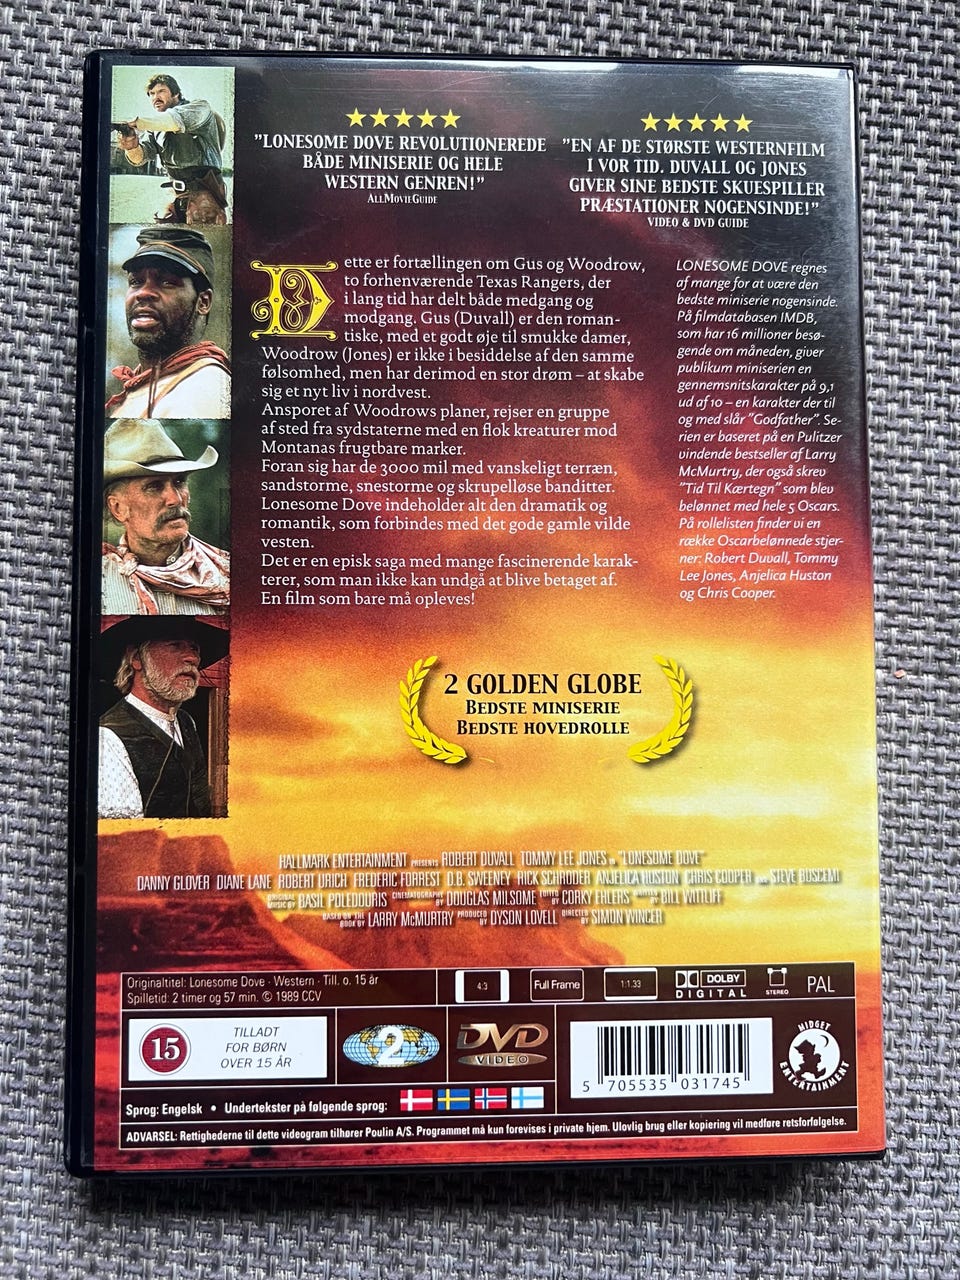 "LONESOME DOVE REVOLUTIONEREDE
BÅDE MINISERIE OG HELE
WESTERN GENREN!"
ALLMOVIEGUIDE
"EN AF DE STØRSTE WESTERNFILM
I VOR TID. DUVALL OG JONES
GIVER SINE BEDSTE SKUESPILLER
PRÆSTATIONER NOGENSINDE!"
VIDEO & DVD GUIDE
Dette er fortællingen om Gus og Woodrow,
to forhenværende Texas Rangers, der
i lang tid har delt både medgang og
modgang. Gus (Duvall) er den roman-
tiske, med et godt øje til smukke damer,
Woodrow (Jones) er ikke i besiddelse af den samme
følsomhed, men har derimod en stor drøm – at skabe
sig et nyt liv i nordvest.
Ansporet af Woodrows planer, rejser en gruppe
af sted fra sydstaterne med en flok kreaturer mod
Montanas frugtbare marker.
Foran sig har de 3000 mil med vanskeligt terræn,
sandstorme, snestorme og skrupelløse banditter.
Lonesome Dove indeholder alt den dramatik og
romantik, som forbindes med det gode gamle vilde
vesten.
Det er en episk saga med mange fascinerende karak-
terer, som man ikke kan undgå at blive betaget af.
En film som bare må opleves!
LONESOME DOVE regnes
af mange for at være den
bedste miniserie nogensinde.
På filmdatabasen IMDB,
som har 16 millioner besø-
gende om måneden, giver
publikum miniserien en
gennemsnitskarakter på 9,1
ud af 10 – en karakter der til
og med slår "Godfather". Se-
rien er baseret på en Pulitzer
vindende bestseller af Larry
McMurtry, der også skrev
"Tid Til Kærtegn" som blev
belønnet med hele 5 Oscars.
På rollelisten finder vi en
række Oscarbelønnede stjer-
ner: Robert Duvall, Tommy
Lee Jones, Anjelica Huston
og Chris Cooper.
2 GOLDEN GLOBE
BEDSTE MINISERIE
BEDSTE HOVEDROLLE
HALLMARK ENTERTAINMENT PRESENTS ROBERT DUVALL TOMMY LEE JONES IN "LONESOME DOVE"
DANNY GLOVER DIANE LANE ROBERT URICH FREDERIC FORREST D.B. SWEENEY RICK SCHRODER ANJELICA HUSTON CHRIS COOPER AND STEVE BUSCEMI
ORIGINAL MUSIC BY BASIL POLEDOURIS CINEMATOGRAPHY BY DOUGLAS MILSOME EDITED BY CORKY EHLERS WRITTEN BY BILL WITLIFF
BASED ON THE BOOK BY LARRY McMURTRY PRODUCED BY DYSON LOVELL DIRECTED BY SIMON WINCER
Originaltitel: Lonesome Dove · Western · Till. o. 15 år
Spilletid: 2 timer og 57 min. © 1989 CCV
4:3
Full Frame
1:1.33
DOLBY
DIGITAL
STEREO
PAL
15
TILLADT
FOR BØRN
OVER 15 ÅR
2
DVD
VIDEO
5 705535 031745
MIDGET
ENTERTAINMENT
Sprog: Engelsk • Undertekster på følgende sprog:
ADVARSEL: Rettighederne til dette videogram tilhører Poulin A/S. Programmet må kun forevises i private hjem. Ulovlig brug eller kopiering vil medføre retsforfølgelse.